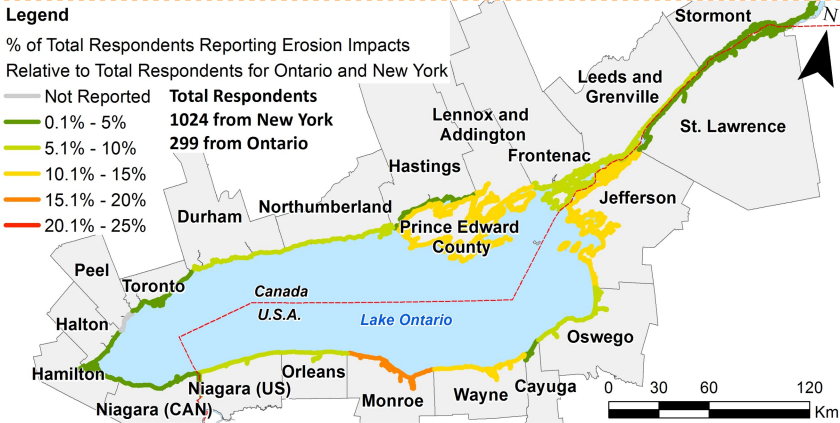 Legend
% of Total Respondents Reporting Erosion Impacts
Relative to Total Respondents for Ontario and New York
Not Reported
0.1% - 5%
5.1% - 10%
10.1% - 15%
15.1% - 20%
20.1% - 25%
Total Respondents
1024 from New York
299 from Ontario
Stormont
N
Leeds and
Grenville
St. Lawrence
Lennox and
Addington
Frontenac
Hastings
Jefferson
Northumberland
Durham
Prince Edward
County
Peel
Toronto
Canada
U.S.A.
Lake Ontario
Halton
Oswego
Hamilton
Orleans
Niagara (US)
Cayuga
Wayne
Monroe
Niagara (CAN)
0 30 60 120
Km